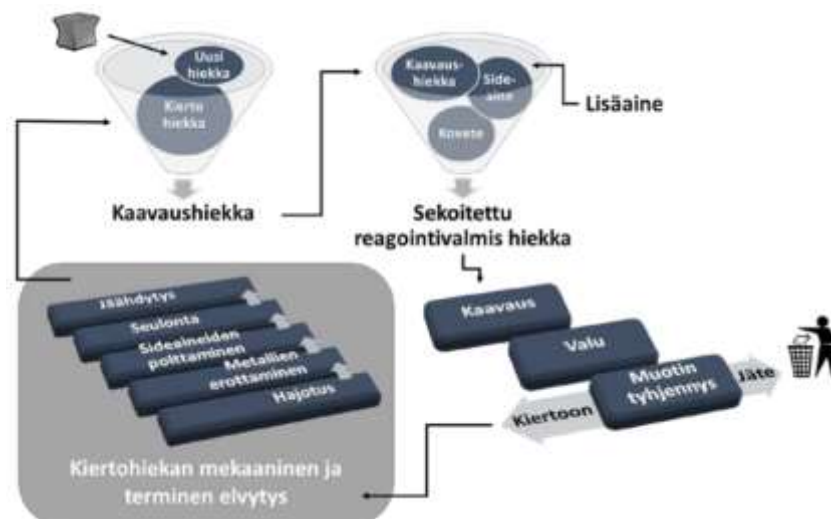 Uusi
hiekka
Kierto
hiekka
Kaavaushiekka
Kaavaus-
hiekka
Side-
aine
Kovete
Lisäaine
Sekoitettu
reagointivalmis hiekka
Kaavaus
Valu
Muotin
tyhjennys
Jäte
Kiertoon
Jäähdytys
Seulonta
Sideaineiden
polttaminen
Metallien
erottaminen
Hajotus
Kiertohiekan mekaaninen ja
terminen elvytys